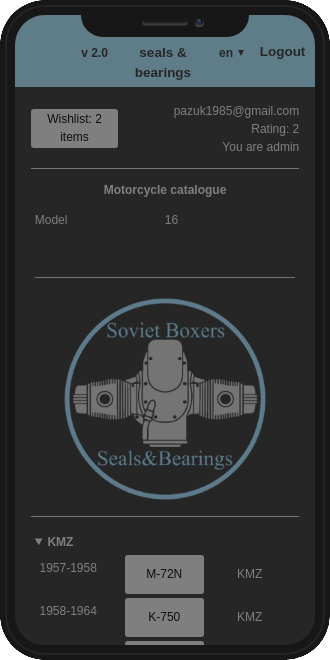 v 2.0 seals & en ▼ Logout
bearings
Wishlist: 2
items
pazuk1985@gmail.com
Rating: 2
You are admin
Motorcycle catalogue
Model 16
Soviet Boxers
Seals&Bearings
▼ KMZ
1957-1958 M-72N KMZ
1958-1964 K-750 KMZ